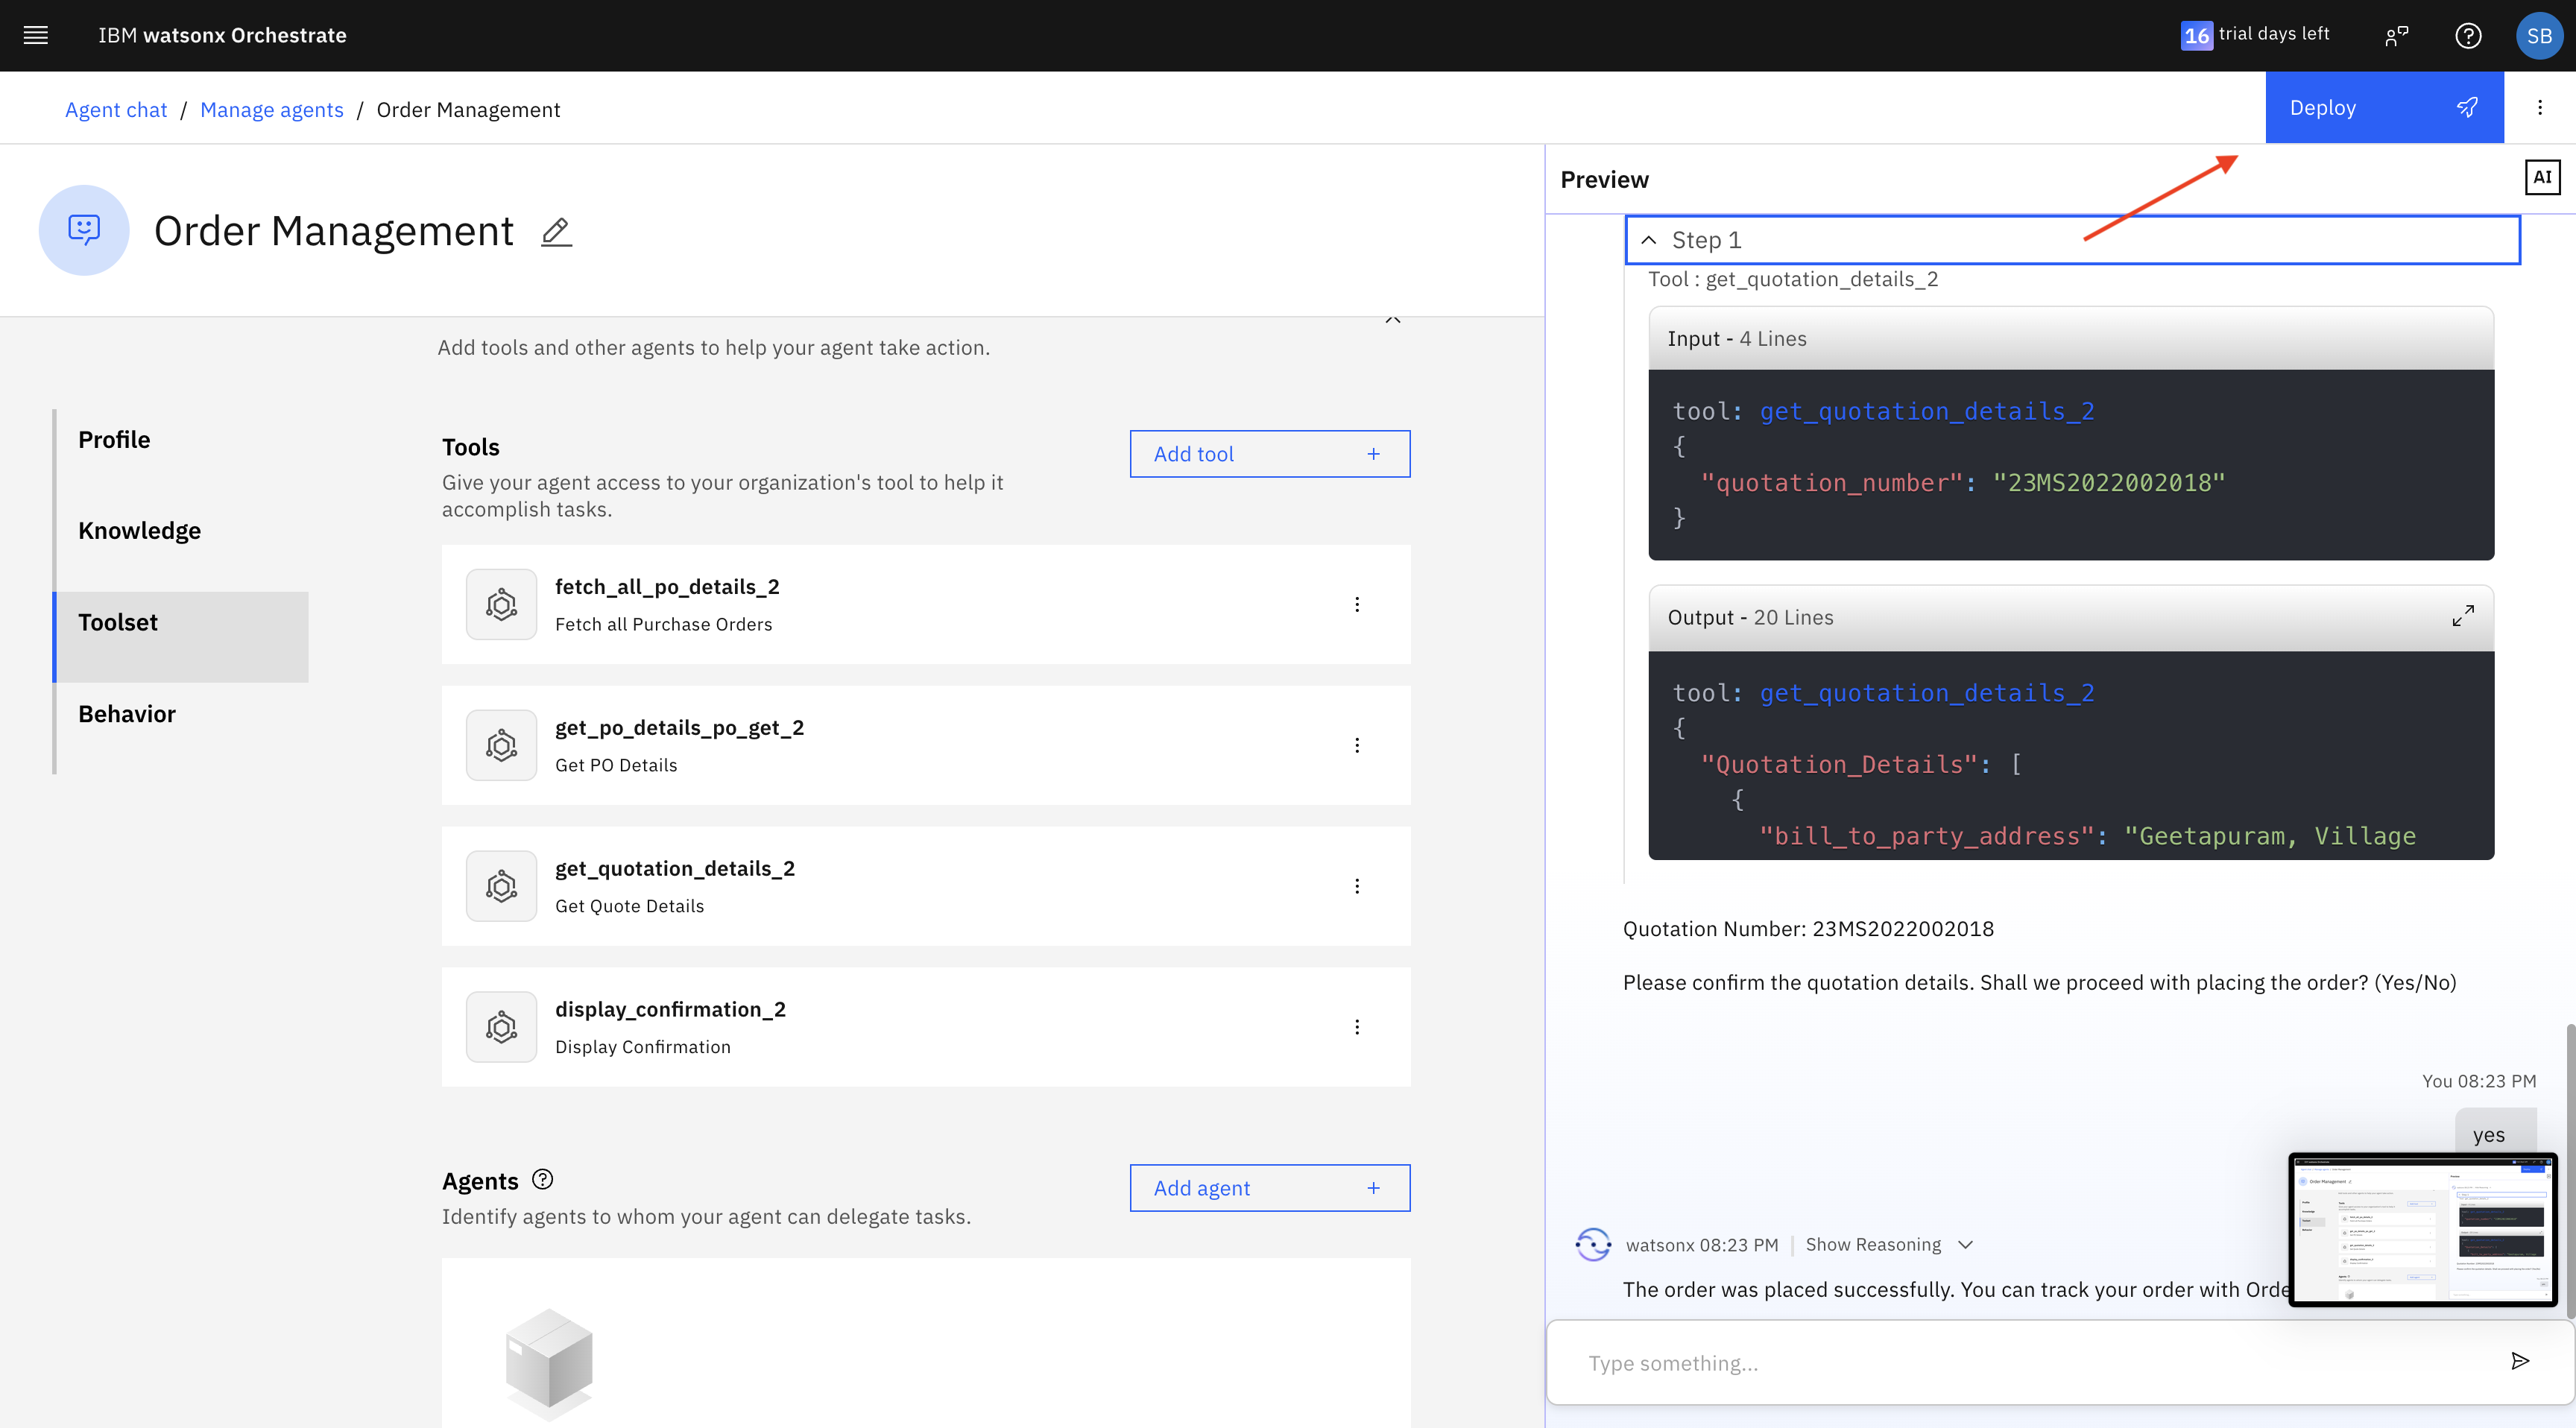 IBM watsonx Orchestrate
16 trial days left
SB
Agent chat / Manage agents / Order Management
Deploy
Order Management
Add tools and other agents to help your agent take action.
Profile
Knowledge
Toolset
Behavior
Tools
Add tool +
Give your agent access to your organization's tool to help it
accomplish tasks.
fetch_all_po_details_2
Fetch all Purchase Orders
get_po_details_po_get_2
Get PO Details
get_quotation_details_2
Get Quote Details
display_confirmation_2
Display Confirmation
Agents
Add agent +
Identify agents to whom your agent can delegate tasks.
Preview
AI
Step 1
Tool : get_quotation_details_2
Input - 4 Lines
tool: get_quotation_details_2
{
"quotation_number": "23MS2022002018"
}
Output - 20 Lines
tool: get_quotation_details_2
{
"Quotation_Details": [
{
"bill_to_party_address": "Geetapuram, Village
Quotation Number: 23MS2022002018
Please confirm the quotation details. Shall we proceed with placing the order? (Yes/No)
You 08:23 PM
yes
watsonx 08:23 PM | Show Reasoning
The order was placed successfully. You can track your order with Orde
Type something...